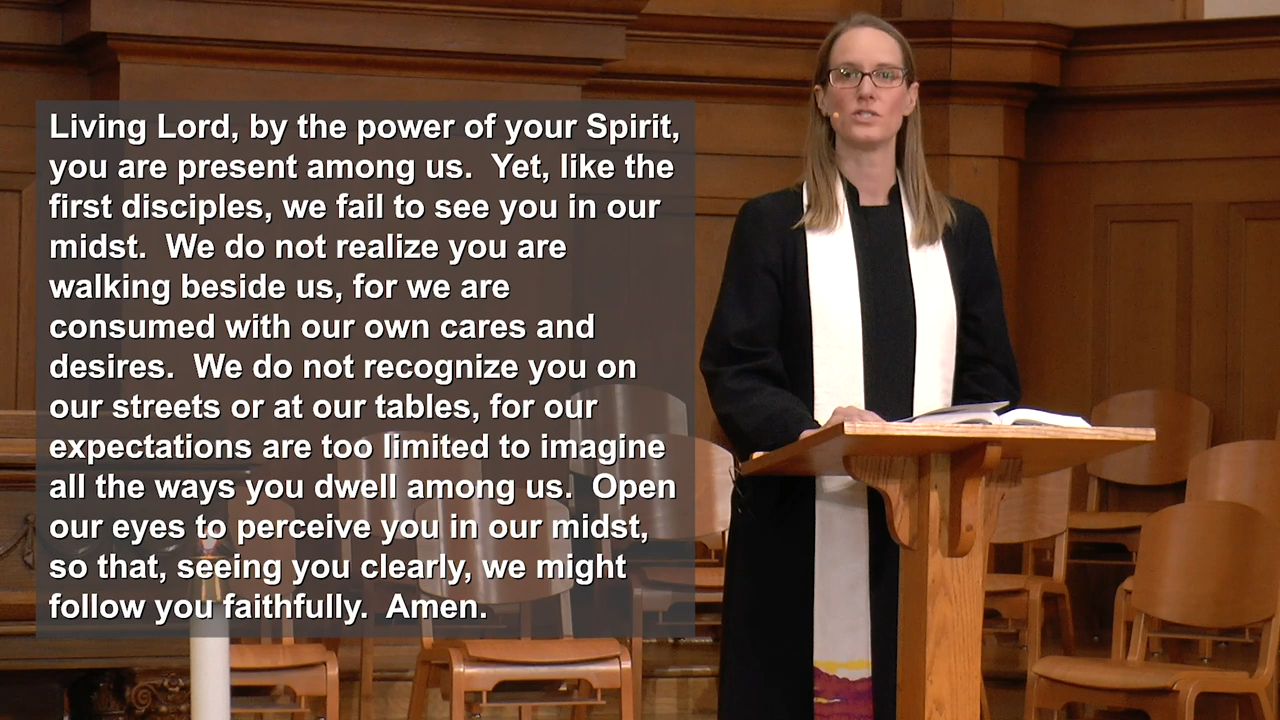 Living Lord, by the power of your Spirit,
you are present among us.  Yet, like the
first disciples, we fail to see you in our
midst.  We do not realize you are
walking beside us, for we are
consumed with our own cares and
desires.  We do not recognize you on
our streets or at our tables, for our
expectations are too limited to imagine
all the ways you dwell among us.  Open
our eyes to perceive you in our midst,
so that, seeing you clearly, we might
follow you faithfully.  Amen.